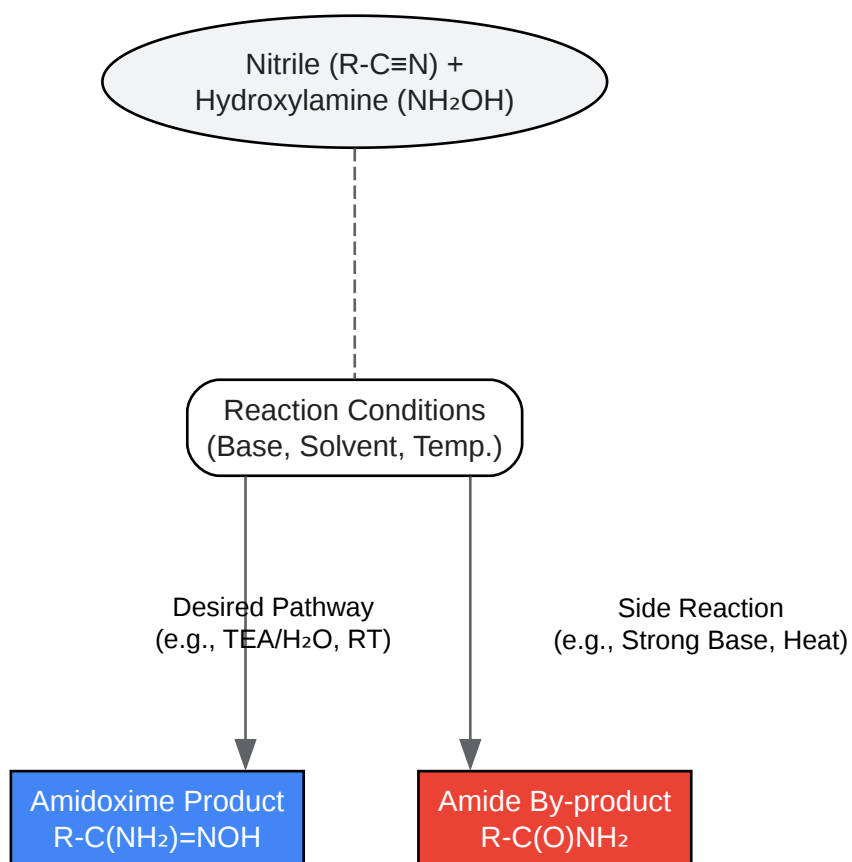 Nitrile (R-C≡N) +
Hydroxylamine (NH₂OH)
Reaction Conditions
(Base, Solvent, Temp.)
Desired Pathway
(e.g., TEA/H₂O, RT)
Side Reaction
(e.g., Strong Base, Heat)
Amidoxime Product
R-C(NH₂)=NOH
Amide By-product
R-C(O)NH₂